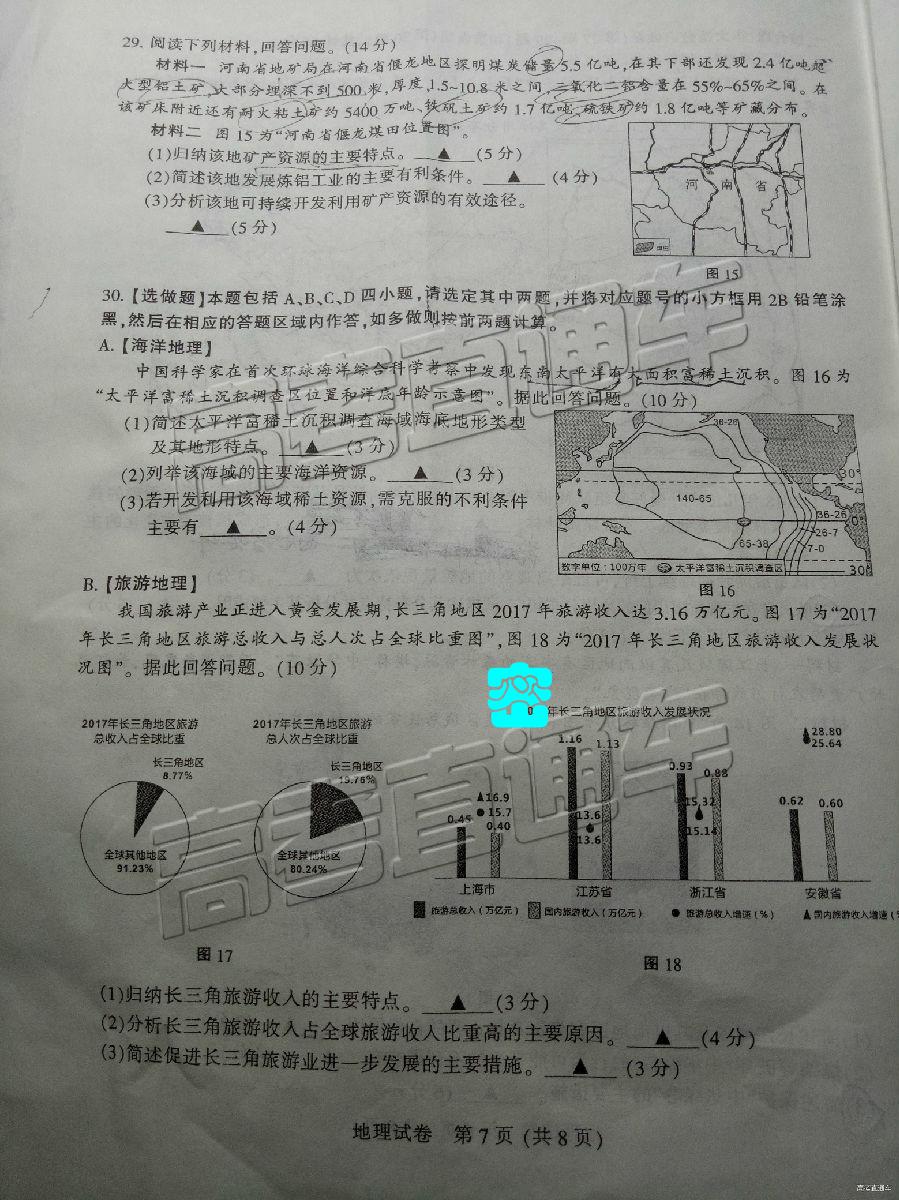 29. 阅读下列材料,回答问题。(14分)
材料一 河南省地矿局在河南省偃龙地区探明煤炭储量5.5亿吨,在其下部还发现2.4亿吨超
大型铝土矿,大部分埋深不到500米,厚度1.5~10.8米之间,三氧化二铝含量在55%~65%之间。在
该矿床附近还有耐火粘土矿约5400万吨、铁矾土矿约1.7亿吨、硫铁矿约1.8亿吨等矿藏分布。
材料二 图15为“河南省偃龙煤田位置图”。
(1)归纳该地矿产资源的主要特点。 ▲ (5分)
(2)简述该地发展炼铝工业的主要有利条件。 ▲ (4分)
(3)分析该地可持续开发利用矿产资源的有效途径。
▲ (5分)
河 南 省
图15
30.【选做题】本题包括A、B、C、D四小题,请选定其中两题,并将对应题号的小方框用2B铅笔涂
黑,然后在相应的答题区域内作答,如多做则按前两题计算。
A.【海洋地理】
中国科学家在首次环球海洋综合科学考察中发现东南太平洋有大面积富稀土沉积。图16为
“太平洋富稀土沉积调查区位置和洋底年龄示意图”。据此回答问题。(10分)
(1)简述太平洋富稀土沉积调查海域海底地形类型
及其地形特点。 ▲ (3分)
(2)列举该海域的主要海洋资源。 ▲ (3分)
(3)若开发利用该海域稀土资源,需克服的不利条件
主要有 ▲ 。(4分)
36-26
30°
140-65
36-26
0°
26-7
65-38
7-0
数字单位:100万年 太平洋富稀土沉积调查区
30°
图16
B.【旅游地理】
我国旅游产业正进入黄金发展期,长三角地区2017年旅游收入达3.16万亿元。图17为“2017
年长三角地区旅游总收入与总人次占全球比重图”,图18为“2017年长三角地区旅游收入发展状
况图”。据此回答问题。(10分)
2017年长三角地区旅游
总收入占全球比重
长三角地区
8.77%
全球其他地区
91.23%
2017年长三角地区旅游
总人次占全球比重
长三角地区
19.76%
全球其他地区
80.24%
图17
年长三角地区旅游收入发展状况
0.45 0.40 ▲16.9 ●15.7
1.16 1.13 13.6 13.6
0.93 0.88 15.32 15.14
0.62 0.60 ▲28.80 ●25.64
上海市 江苏省 浙江省 安徽省
旅游总收入(万亿元) 国内旅游收入(万亿元) ●旅游总收入增速(%) ▲国内旅游收入增速(%
图18
(1)归纳长三角旅游收入的主要特点。 ▲ (3分)
(2)分析长三角旅游收入占全球旅游收入比重高的主要原因。 ▲ (4分)
(3)简述促进长三角旅游业进一步发展的主要措施。 ▲ (3分)
地理试卷 第7页(共8页)
高考直通车
高考直通车
高考直通车